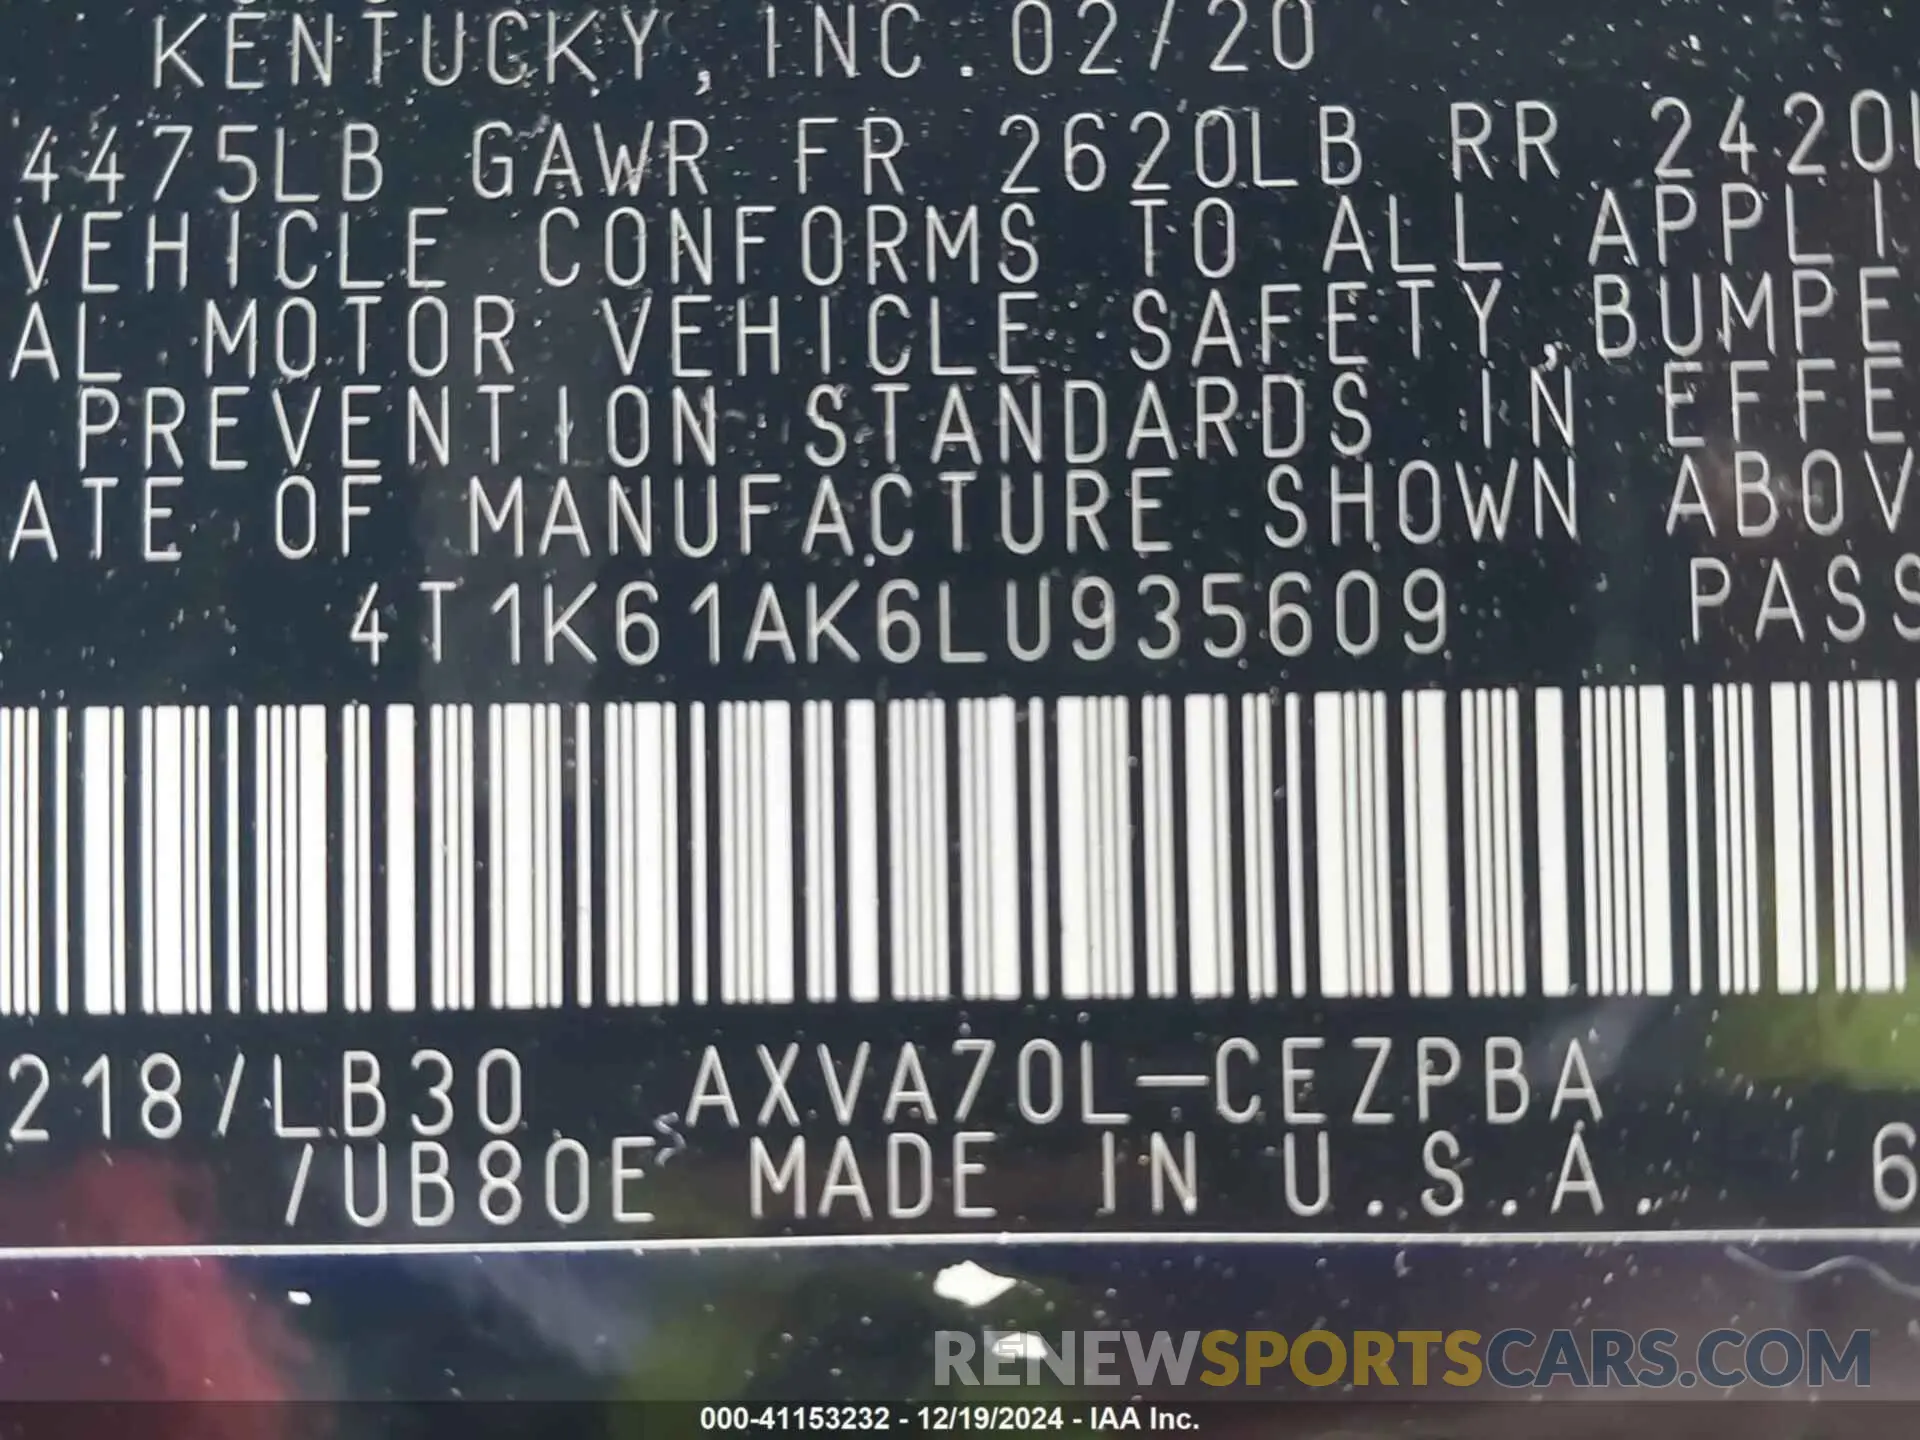 KENTUCKY, INC. 02/20
4475LB GAWR FR 2620LB RR 2420L
VEHICLE CONFORMS TO ALL APPLI
AL MOTOR VEHICLE SAFETY, BUMPE
PREVENTION STANDARDS IN EFFE
ATE OF MANUFACTURE SHOWN ABOV
4T1K61AK6LU935609 PASS
218/LB30 AXVA70L-CEZPBA
/UB80E MADE IN U.S.A. 6
RENEWSPORTSCARS.COM
000-41153232 - 12/19/2024 - IAA Inc.